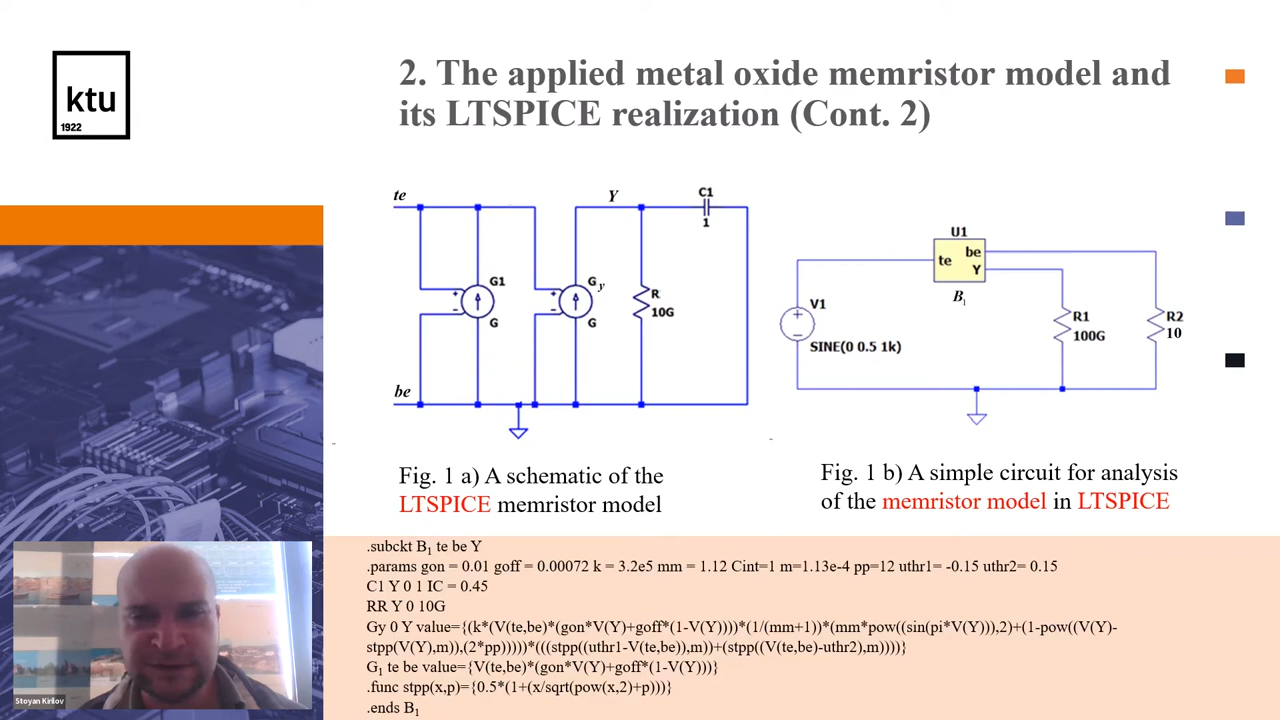 ktu
1922
2. The applied metal oxide memristor model and
its LTSPICE realization (Cont. 2)
te
Y
C1
1
G1
G
Gy
G
R
10G
be
U1
te
be
Y
B1
V1
SINE(0 0.5 1k)
R1
100G
R2
10
Fig. 1 a) A schematic of the
LTSPICE memristor model
Fig. 1 b) A simple circuit for analysis
of the memristor model in LTSPICE
.subckt B1 te be Y
.params gon = 0.01 goff = 0.00072 k = 3.2e5 mm = 1.12 Cint=1 m=1.13e-4 pp=12 uthr1= -0.15 uthr2= 0.15
C1 Y 0 1 IC = 0.45
RR Y 0 10G
Gy 0 Y value={(k*(V(te,be)*(gon*V(Y)+goff*(1-V(Y))))*(1/(mm+1))*(mm*pow((sin(pi*V(Y))),2)+(1-pow((V(Y)-
stpp(V(Y),m)),(2*pp)))))*(((stpp((uthr1-V(te,be)),m))+(stpp((V(te,be)-uthr2),m))))}
G1 te be value={V(te,be)*(gon*V(Y)+goff*(1-V(Y)))}
.func stpp(x,p)={0.5*(1+(x/sqrt(pow(x,2)+p)))}
.ends B1
Stoyan Kirilov